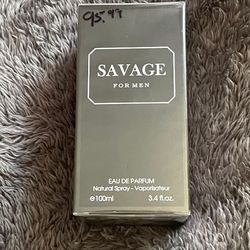 95.99
SAVAGE
FOR MEN
EAU DE PARFUM
Natural Spray - Vaporisateur
e100ml 3.4 fl.oz.